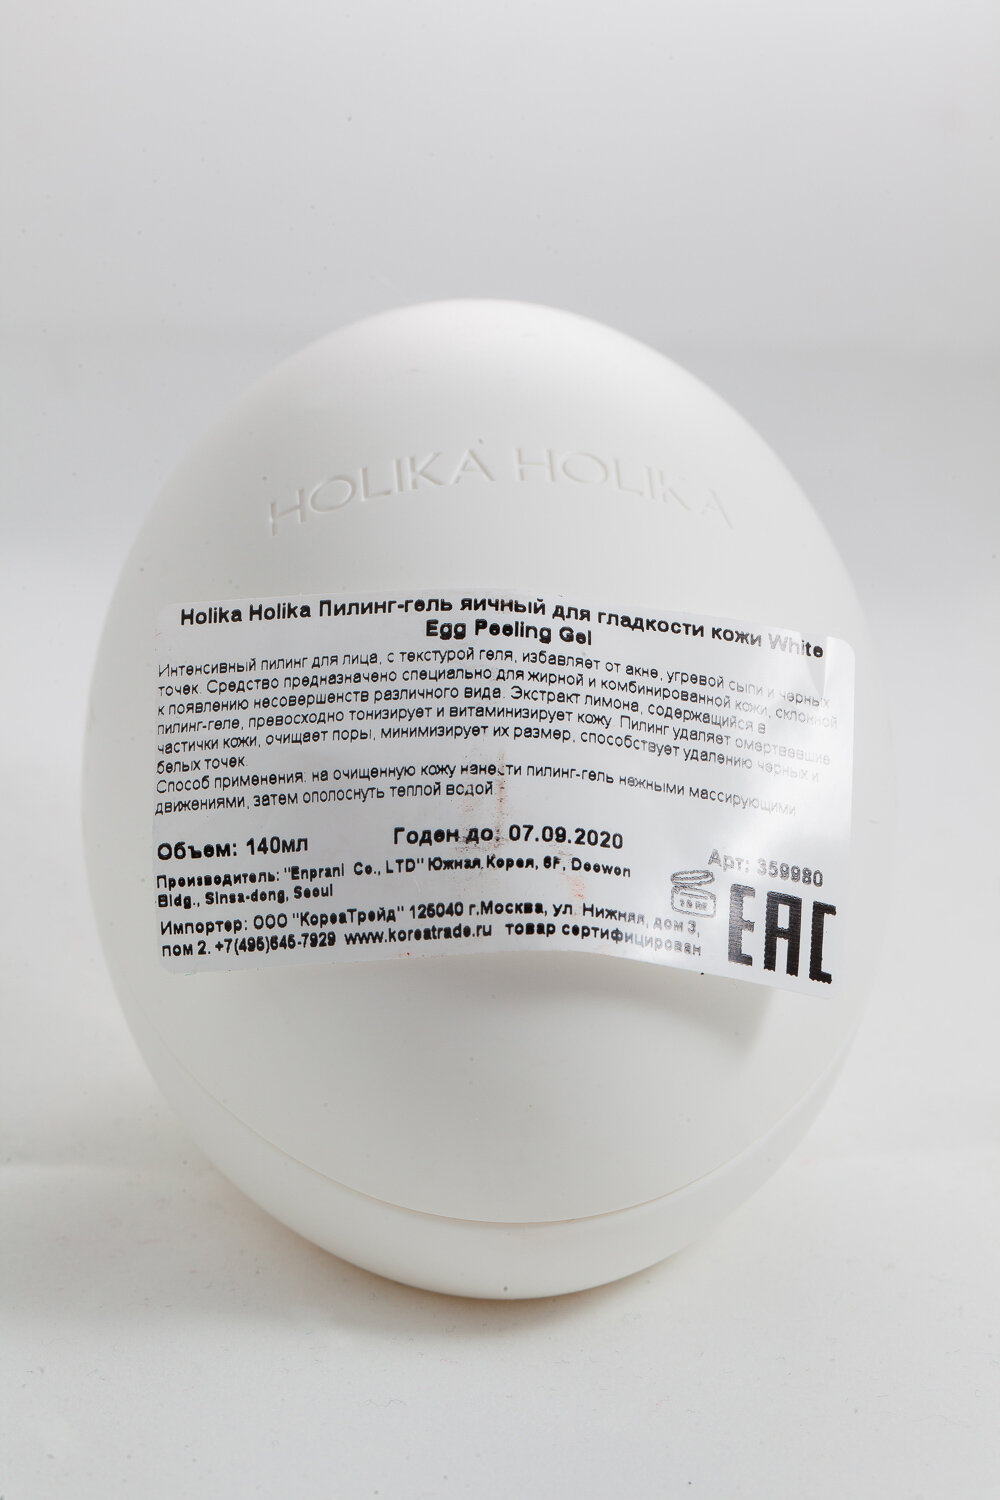 HOLIKA HOLIKA
Holika Holika Пилинг-гель яичный для гладкости кожи White
Egg Peeling Gel
Интенсивный пилинг для лица, с текстурой геля, избавляет от акне, угревой сыпи и черных
точек. Средство предназначено специально для жирной и комбинированной кожи, склонной
к появлению несовершенств различного вида. Экстракт лимона, содержащийся в
пилинг-геле, превосходно тонизирует и витаминизирует кожу. Пилинг удаляет омертвевшие
частички кожи, очищает поры, минимизирует их размер, способствует удалению черных и
белых точек.
Способ применения: на очищенную кожу нанести пилинг-гель нежными массирующими
движениями, затем ополоснуть теплой водой.
Объем: 140мл Годен до: 07.09.2020
Арт: 359980
Производитель: "Enprani Co., LTD" Южная Корея, 6F, Deewon
Bldg., Sinsa-dong, Seoul
Импортер: ООО "КореаТрейд" 125040 г.Москва, ул. Нижняя, дом 3,
пом 2. +7(495)645-7929 www.koreatrade.ru товар сертифицирован
EAC